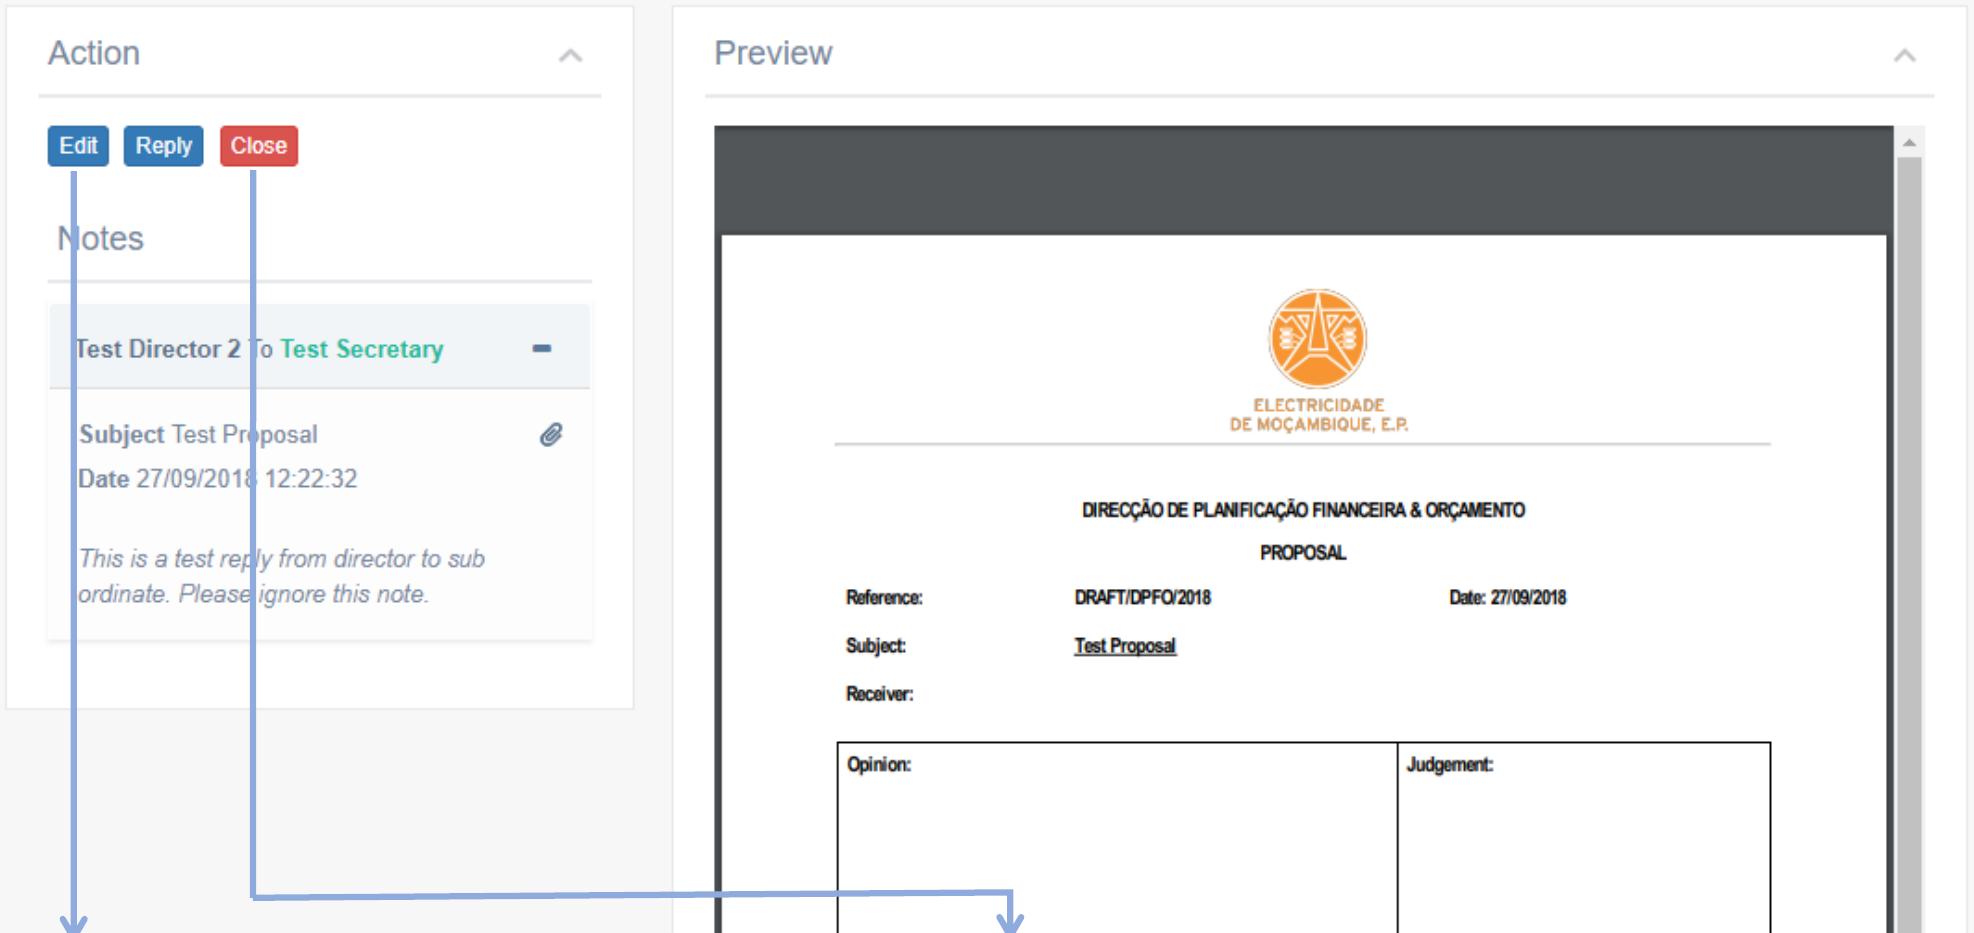 Action
Edit Reply Close
Notes
Test Director 2 To Test Secretary
Subject Test Proposal
Date 27/09/2018 12:22:32
This is a test reply from director to sub
ordinate. Please ignore this note.
Preview
ELECTRICIDADE
DE MOÇAMBIQUE, E.P.
DIRECÇÃO DE PLANIFICAÇÃO FINANCEIRA & ORÇAMENTO
PROPOSAL
Reference: DRAFT/DPFO/2018 Date: 27/09/2018
Subject: Test Proposal
Receiver:
Opinion: Judgement: